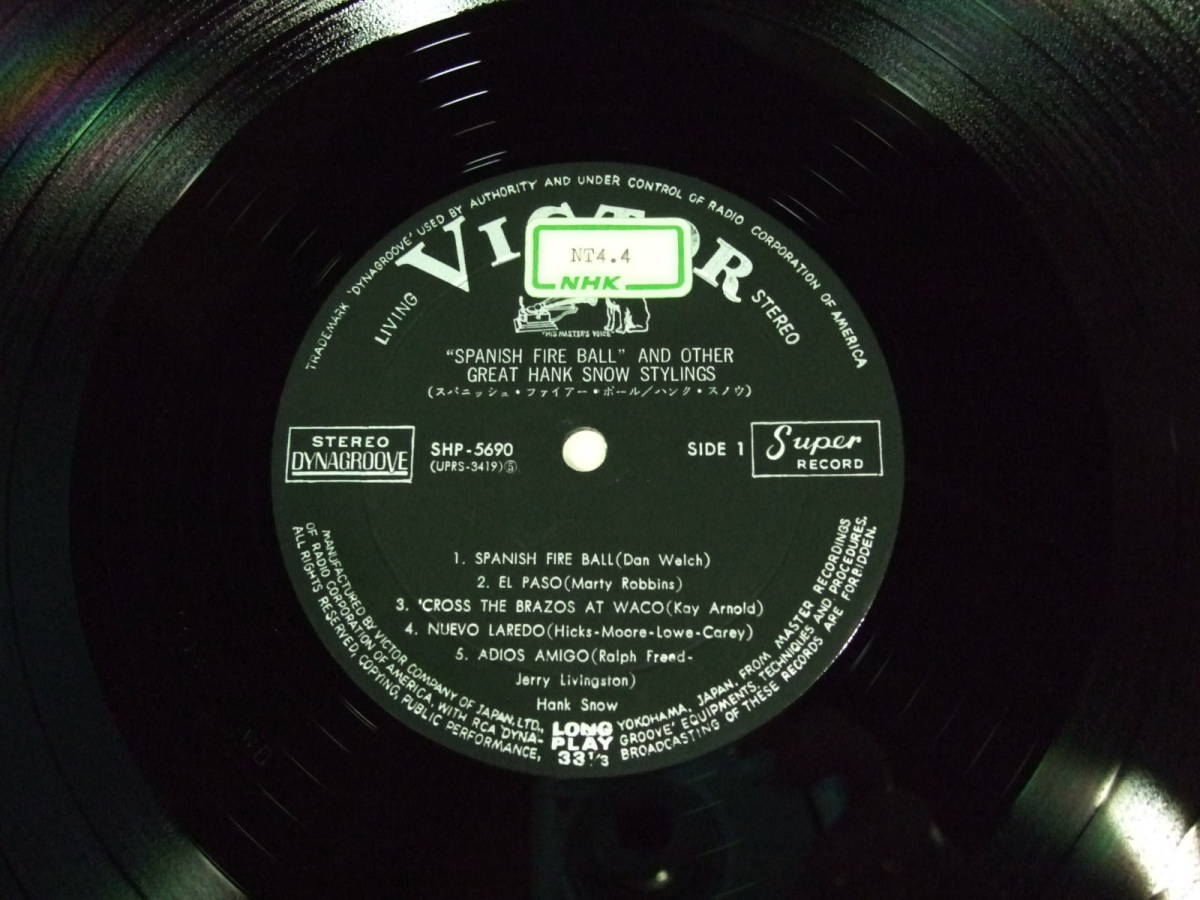 TRADEMARK 'DYNAGROOVE' USED BY AUTHORITY AND UNDER CONTROL OF RADIO CORPORATION OF AMERICA
VICTOR
NT4.4
NHK
LIVING
STEREO
"HIS MASTER'S VOICE"
"SPANISH FIRE BALL" AND OTHER
GREAT HANK SNOW STYLINGS
(スパニッシュ・ファイアー・ボール/ハンク・スノウ)
STEREO
DYNAGROOVE
SHP-5690
(UPRS-3419)⑤
SIDE 1
Super
RECORD
1. SPANISH FIRE BALL(Dan Welch)
2. EL PASO(Marty Robbins)
3. 'CROSS THE BRAZOS AT WACO(Kay Arnold)
4. NUEVO LAREDO(Hicks-Moore-Lowe-Carey)
5. ADIOS AMIGO(Ralph Freed-
Jerry Livingston)
Hank Snow
LONG
PLAY
33 1/3
MANUFACTURED BY VICTOR COMPANY OF JAPAN, LTD., YOKOHAMA, JAPAN, FROM MASTER RECORDINGS
OF RADIO CORPORATION OF AMERICA, WITH RCA 'DYNA-GROOVE' EQUIPMENTS, TECHNIQUES AND PROCEDURES.
ALL RIGHTS RESERVED, COPYING, PUBLIC PERFORMANCE, BROADCASTING OF THESE RECORDS ARE FORBIDDEN.